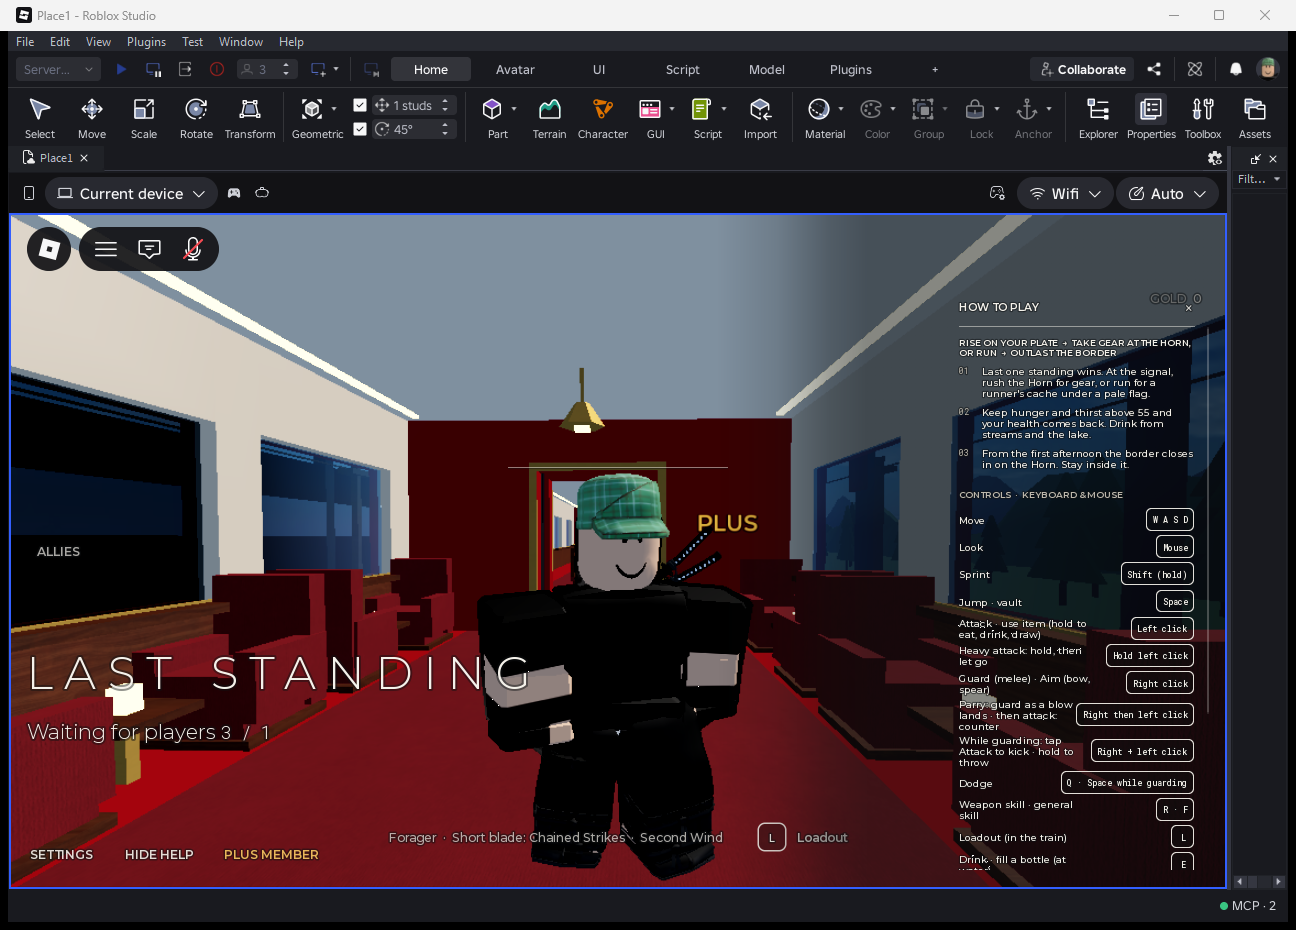 Place1 - Roblox Studio
File Edit View Plugins Test Window Help
Server... 3 Home Avatar UI Script Model Plugins + Collaborate
1 studs
45°
Select Move Scale Rotate Transform Geometric Part Terrain Character GUI Script Import Material Color Group Lock Anchor Explorer Properties Toolbox Assets
Place1
Filt...
Current device Wifi Auto
GOLD 0
HOW TO PLAY ×
RISE ON YOUR PLATE → TAKE GEAR AT THE HORN,
OR RUN → OUTLAST THE BORDER
01 Last one standing wins. At the signal,
rush the Horn for gear, or run for a
runner's cache under a pale flag.
02 Keep hunger and thirst above 55 and
your health comes back. Drink from
streams and the lake.
03 From the first afternoon the border closes
in on the Horn. Stay inside it.
CONTROLS · KEYBOARD & MOUSE
Move W A S D
Look Mouse
Sprint Shift (hold)
Jump · vault Space
Attack · use item (hold to
eat, drink, draw) Left click
Heavy attack: hold, then
let go Hold left click
Guard (melee) · Aim (bow,
spear) Right click
Parry: guard as a blow
lands · then attack:
counter Right then left click
While guarding: tap
Attack to kick · hold to
throw Right + left click
Dodge Q · Space while guarding
Weapon skill · general
skill R · F
Loadout (in the train) L
Drink · fill a bottle (at
water) E
PLUS
ALLIES
LAST STANDING
Waiting for players 3 / 1
Forager · Short blade: Chained Strikes · Second Wind L Loadout
SETTINGS HIDE HELP PLUS MEMBER
MCP · 2